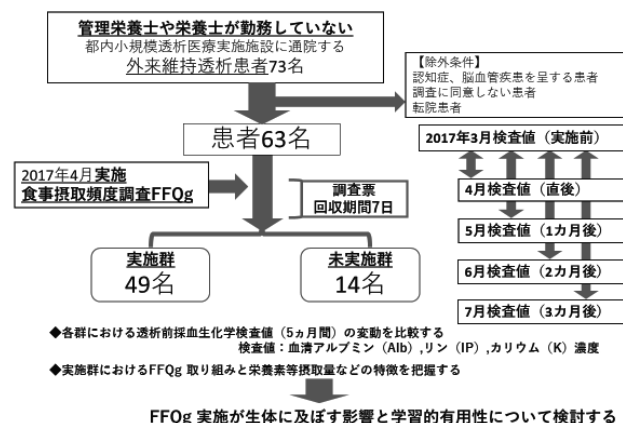 管理栄養士や栄養士が勤務していない
都内小規模透析医療実施施設に通院する
外来維持透析患者73名
【除外条件】
認知症、脳血管疾患を呈する患者
調査に同意しない患者
転院患者
患者63名
2017年4月実施
食事摂取頻度調査FFQg
調査票
回収期間7日
実施群
49名
未実施群
14名
2017年3月検査値（実施前）
4月検査値（直後）
5月検査値（1カ月後）
6月検査値（2カ月後）
7月検査値（3カ月後）
◆各群における透析前採血生化学検査値（5ヵ月間）の変動を比較する
検査値：血清アルブミン（Alb）,リン（IP）,カリウム（K）濃度
◆実施群におけるFFQg 取り組みと栄養素等摂取量などの特徴を把握する
FFQg 実施が生体に及ぼす影響と学習的有用性について検討する